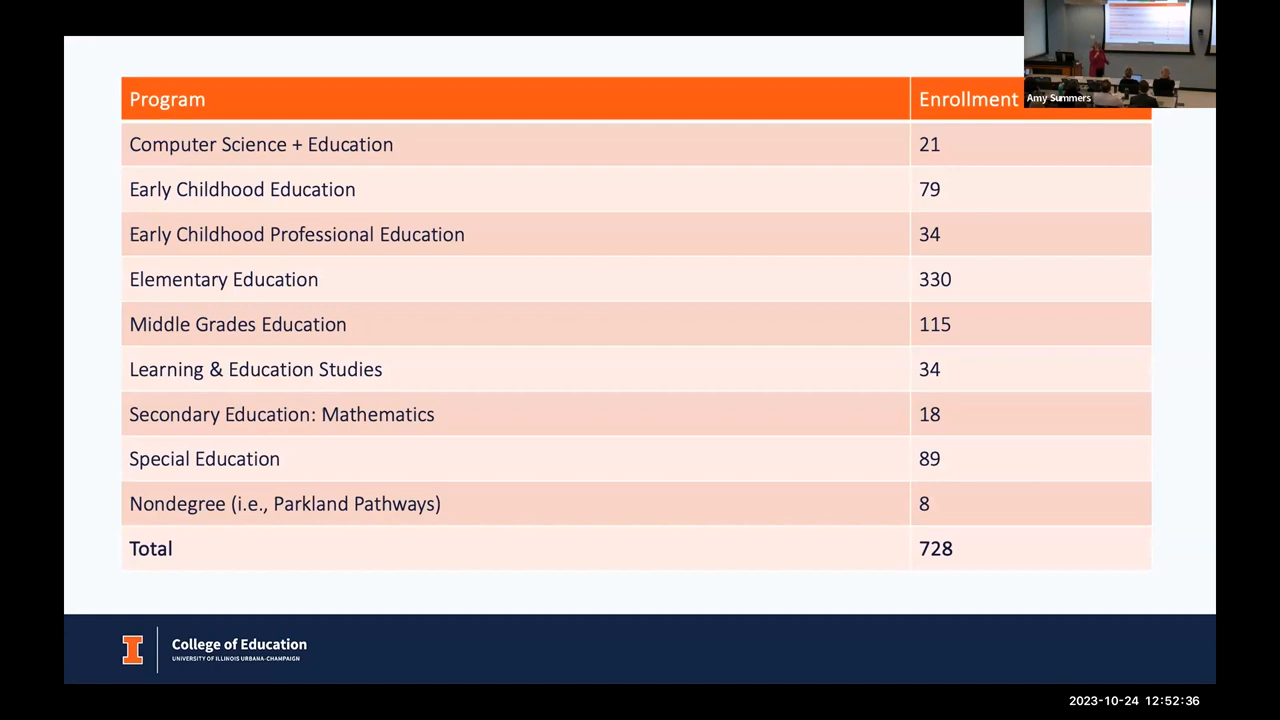 Program Enrollment
Amy Summers
Computer Science + Education 21
Early Childhood Education 79
Early Childhood Professional Education 34
Elementary Education 330
Middle Grades Education 115
Learning & Education Studies 34
Secondary Education: Mathematics 18
Special Education 89
Nondegree (i.e., Parkland Pathways) 8
Total 728
College of Education
UNIVERSITY OF ILLINOIS URBANA-CHAMPAIGN
2023-10-24 12:52:36